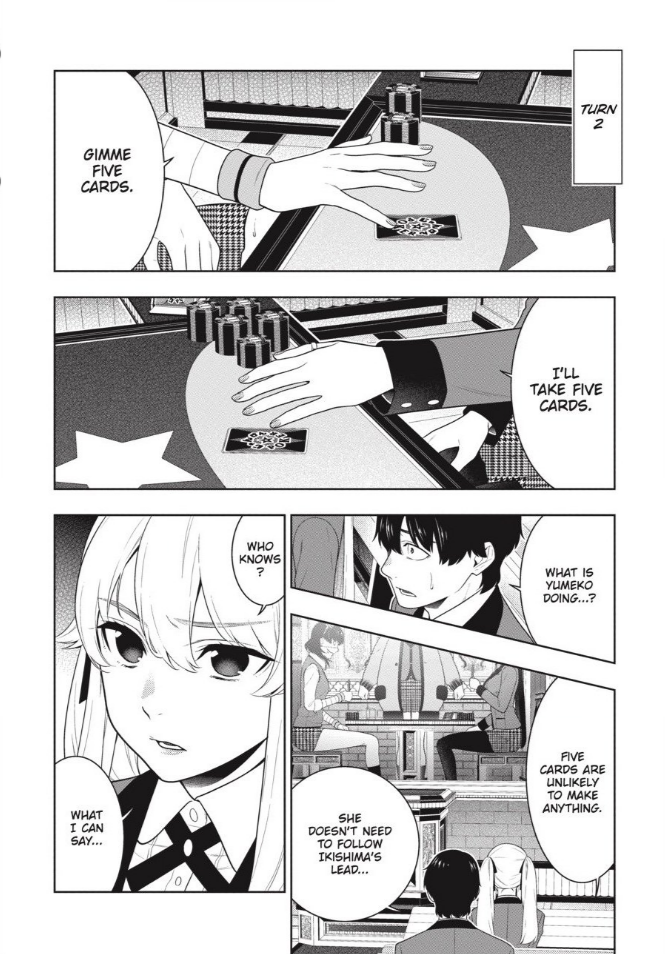 TURN
2
GIMME
FIVE
CARDS.
I'LL
TAKE FIVE
CARDS.
WHAT IS
YUMEKO
DOING...?
FIVE
CARDS ARE
UNLIKELY
TO MAKE
ANYTHING.
SHE
DOESN'T NEED
TO FOLLOW
IKISHIMA'S
LEAD...
WHO
KNOWS
?
WHAT
I CAN
SAY...